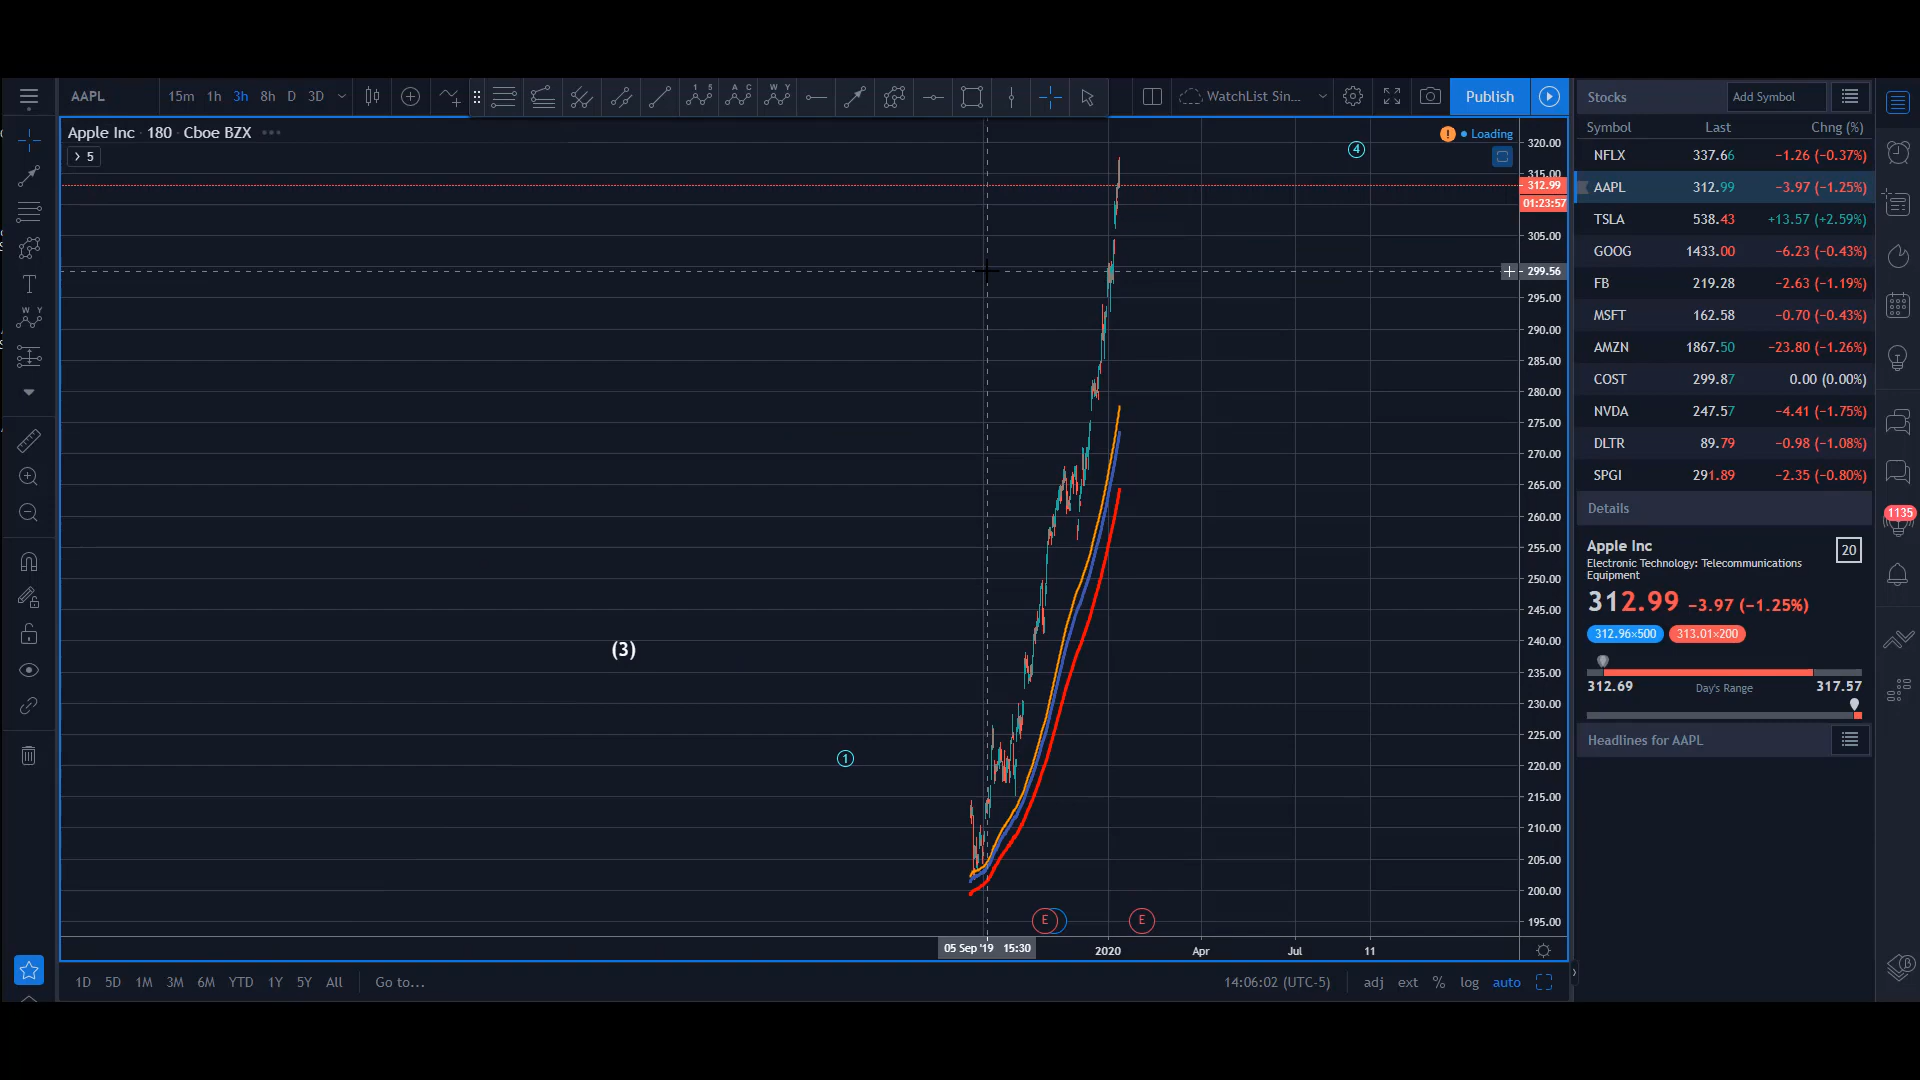 AAPL 15m 1h 3h 8h D 3D WatchList Sin... Publish
Apple Inc 180 Cboe BZX
5
Loading
320.00
315.00
312.99
01:23:57
305.00
299.56
295.00
290.00
285.00
280.00
275.00
270.00
265.00
260.00
255.00
250.00
245.00
240.00
235.00
230.00
225.00
220.00
215.00
210.00
205.00
200.00
195.00
4
(3)
1
E E
05 Sep '19 15:30 2020 Apr Jul 11
1D 5D 1M 3M 6M YTD 1Y 5Y All Go to... 14:06:02 (UTC-5) adj ext % log auto
Stocks Add Symbol
Symbol Last Chng (%)
NFLX 337.66 −1.26 (−0.37%)
AAPL 312.99 −3.97 (−1.25%)
TSLA 538.43 +13.57 (+2.59%)
GOOG 1433.00 −6.23 (−0.43%)
FB 219.28 −2.63 (−1.19%)
MSFT 162.58 −0.70 (−0.43%)
AMZN 1867.50 −23.80 (−1.26%)
COST 299.87 0.00 (0.00%)
NVDA 247.57 −4.41 (−1.75%)
DLTR 89.79 −0.98 (−1.08%)
SPGI 291.89 −2.35 (−0.80%)
Details
Apple Inc 20
Electronic Technology: Telecommunications
Equipment
312.99 −3.97 (−1.25%)
312.96×500 313.01×200
312.69 Day's Range 317.57
Headlines for AAPL
1135